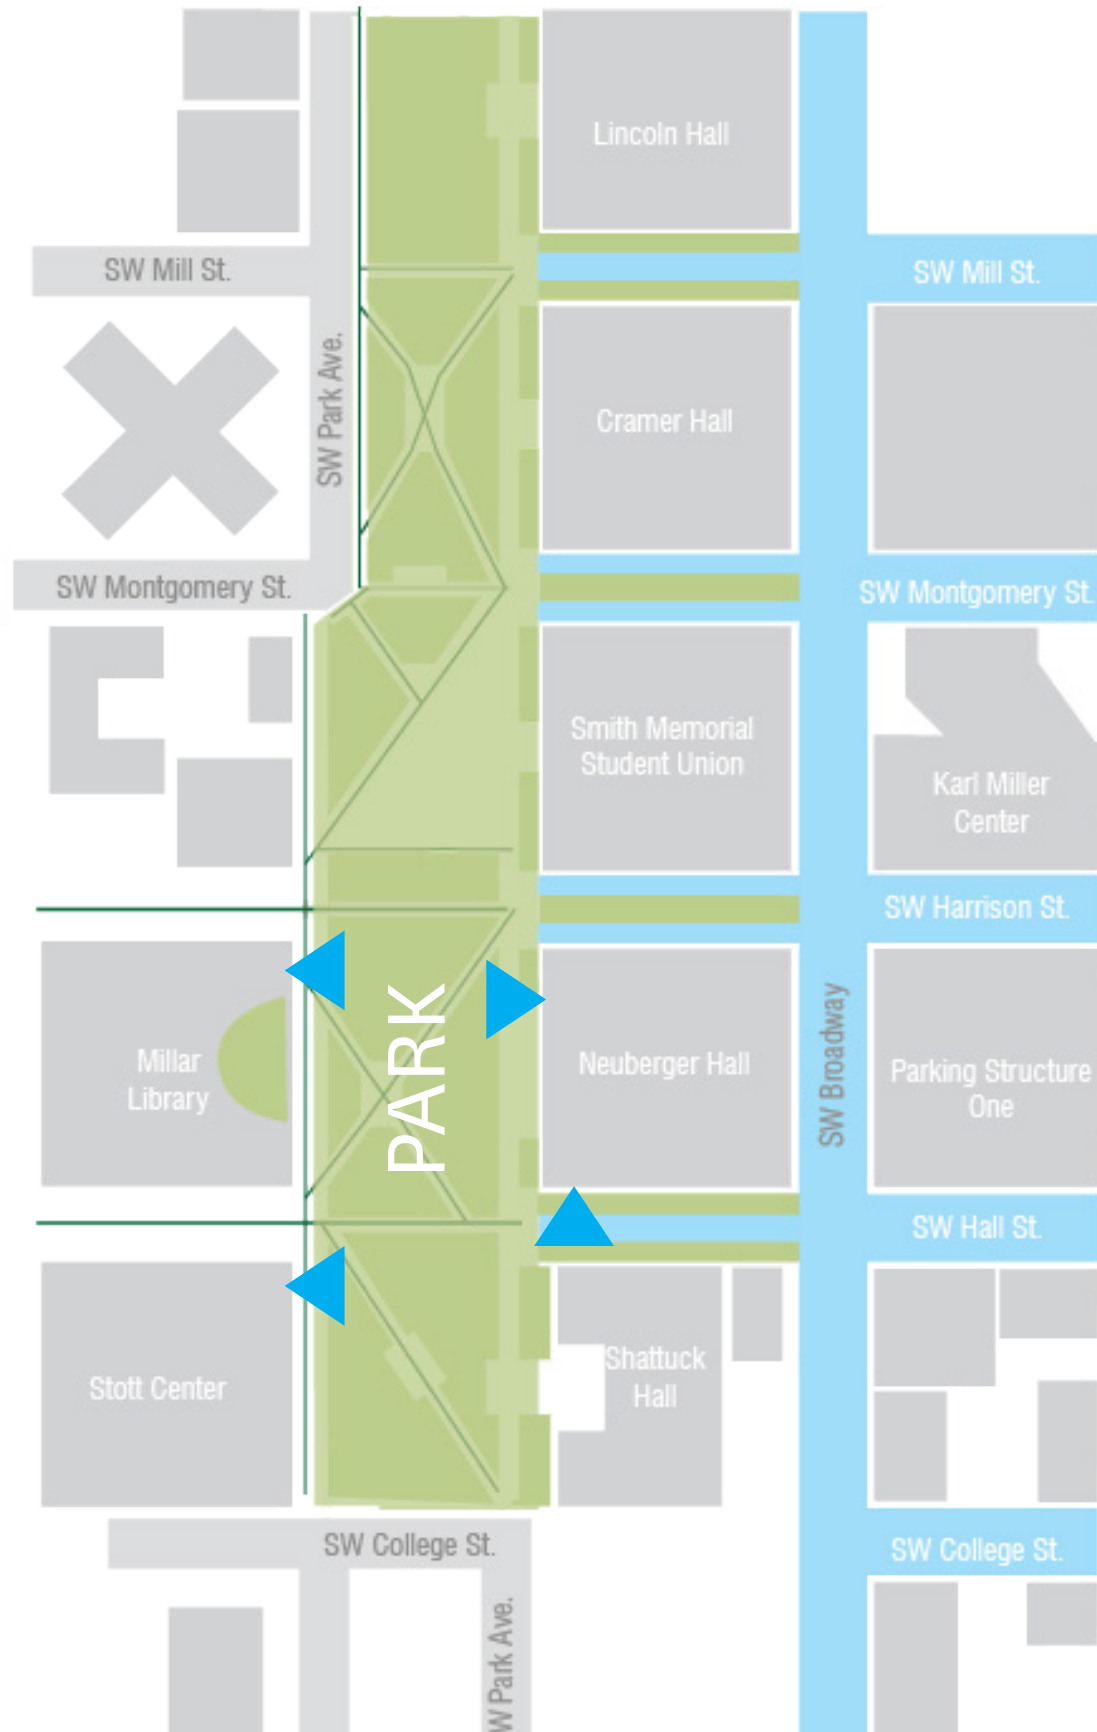 Lincoln Hall
SW Mill St.
SW Mill St.
SW Park Ave.
Cramer Hall
SW Montgomery St.
SW Montgomery St.
Smith Memorial
Student Union
Karl Miller
Center
SW Harrison St.
PARK
SW Broadway
Millar
Library
Neuberger Hall
Parking Structure
One
SW Hall St.
Stott Center
Shattuck
Hall
SW College St.
SW College St.
W Park Ave.